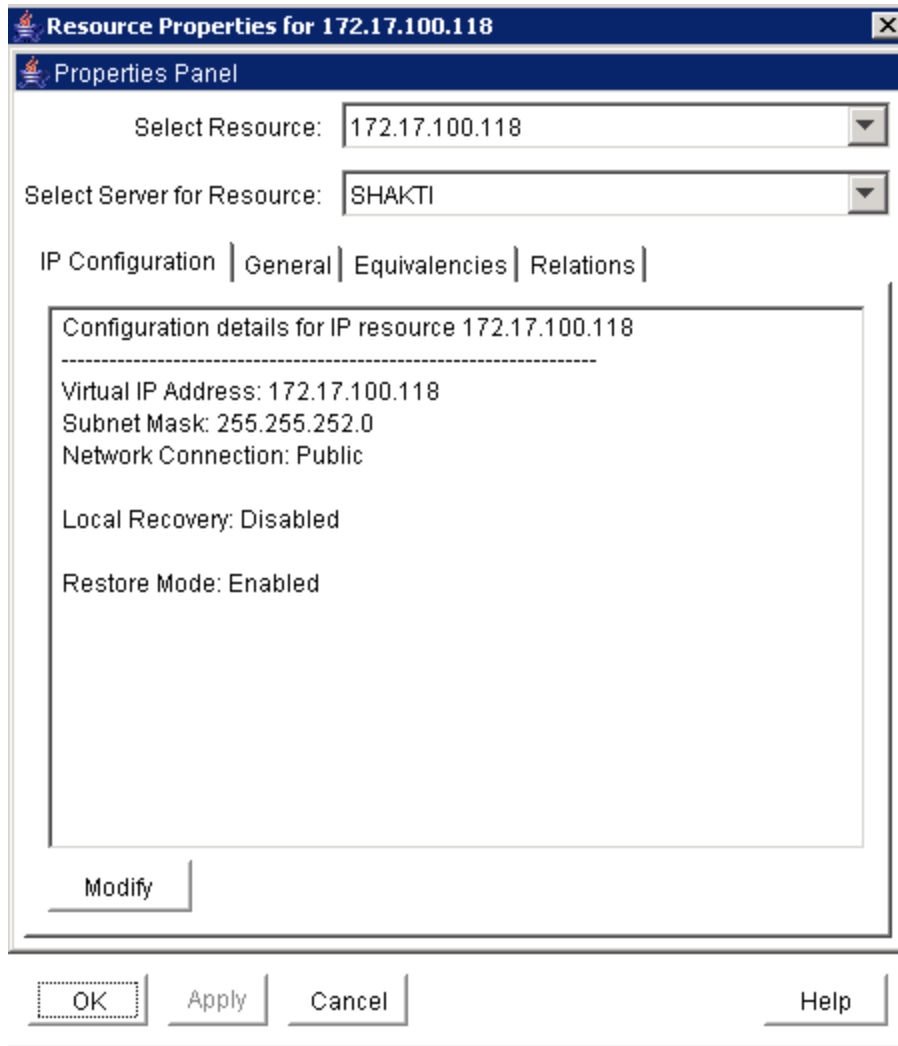 Resource Properties for 172.17.100.118
Properties Panel
Select Resource: 172.17.100.118
Select Server for Resource: SHAKTI
IP Configuration General Equivalencies Relations
Configuration details for IP resource 172.17.100.118
-------------------------------------------------------------------
Virtual IP Address: 172.17.100.118
Subnet Mask: 255.255.252.0
Network Connection: Public
Local Recovery: Disabled
Restore Mode: Enabled
Modify
OK Apply Cancel Help